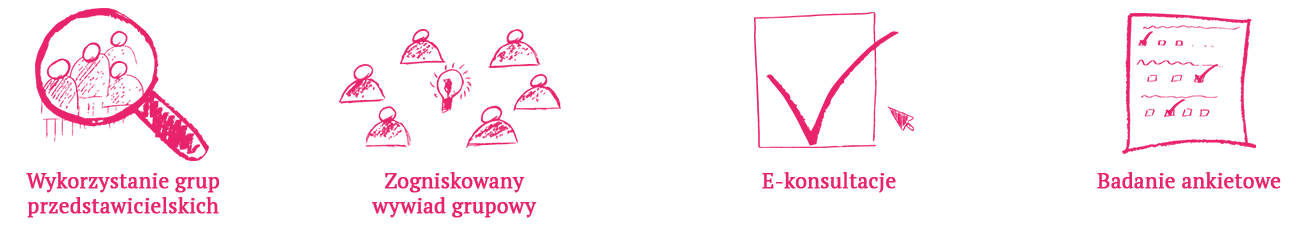 Wykorzystanie grup
przedstawicielskich
Zogniskowany
wywiad grupowy
E-konsultacje
Badanie ankietowe